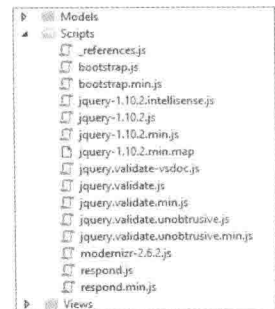 Models
Scripts
_references.js
bootstrap.js
bootstrap.min.js
jquery-1.10.2.intellisense.js
jquery-1.10.2.js
jquery-1.10.2.min.js
jquery-1.10.2.min.map
jquery.validate-vsdoc.js
jquery.validate.js
jquery.validate.min.js
jquery.validate.unobtrusive.js
jquery.validate.unobtrusive.min.js
modernizr-2.6.2.js
respond.js
respond.min.js
Views